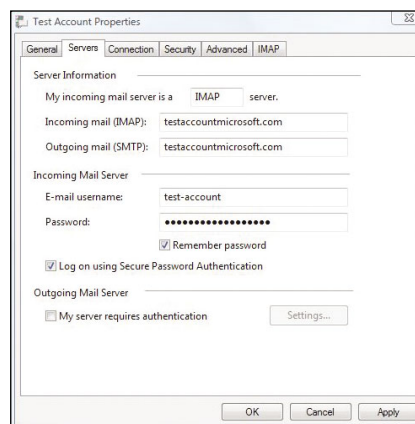 Test Account Properties
General Servers Connection Security Advanced IMAP
Server Information
My incoming mail server is a IMAP server.
Incoming mail (IMAP): testaccountmicrosoft.com
Outgoing mail (SMTP): testaccountmicrosoft.com
Incoming Mail Server
E-mail username: test-account
Password: ••••••••••••••••••
Remember password
Log on using Secure Password Authentication
Outgoing Mail Server
My server requires authentication Settings...
OK Cancel Apply